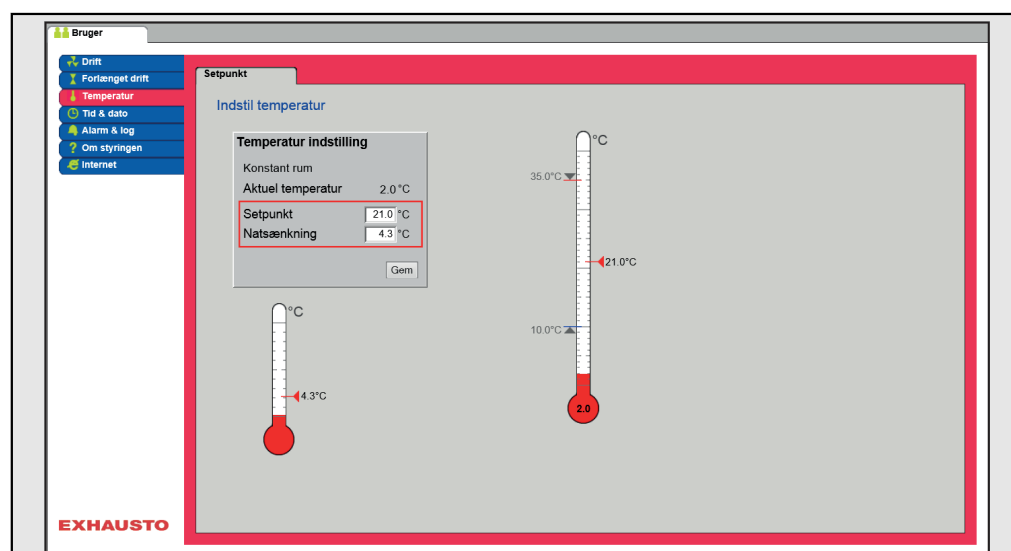 Bruger
Drift
Forlænget drift
Temperatur
Tid & dato
Alarm & log
Om styringen
Internet
Setpunkt
Indstil temperatur
Temperatur indstilling
Konstant rum
Aktuel temperatur 2.0 °C
Setpunkt 21.0 °C
Natsænkning 4.3 °C
Gem
°C
4.3°C
°C
35.0°C
21.0°C
10.0°C
2.0
EXHAUSTO